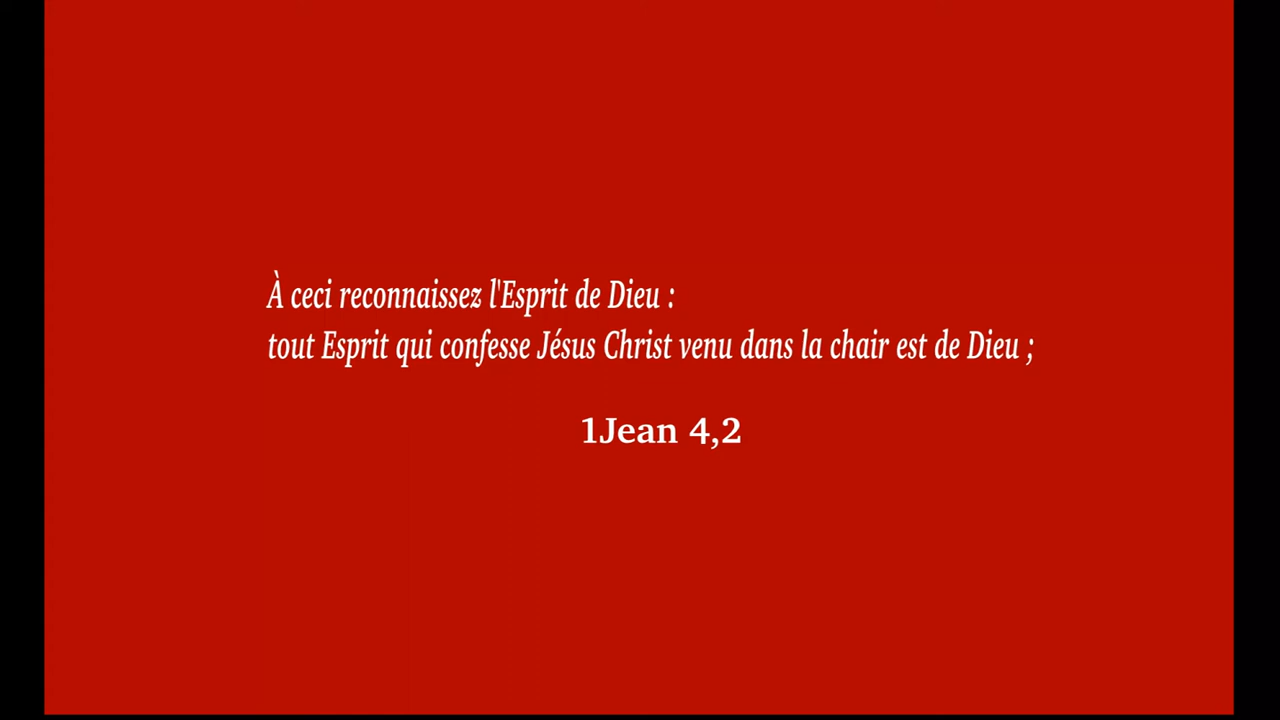 À ceci reconnaissez l'Esprit de Dieu :
tout Esprit qui confesse Jésus Christ venu dans la chair est de Dieu ;
1Jean 4,2